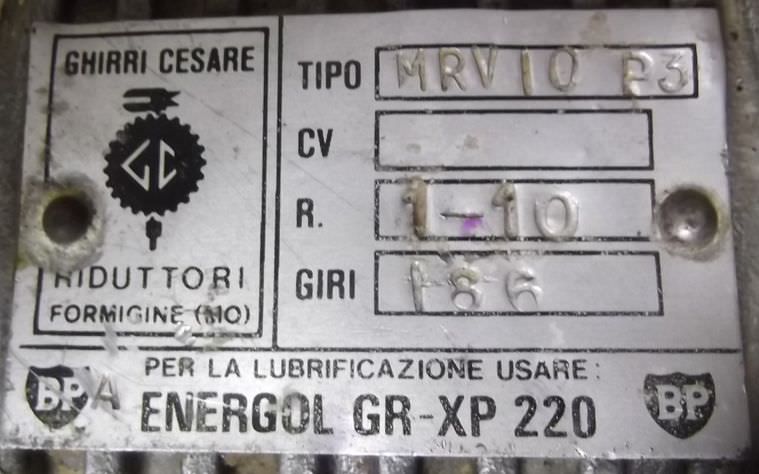 GHIRRI CESARE
GC
RIDUTTORI
FORMIGINE (MO)
TIPO MRV10 P3
CV
R. 1-10
GIRI 186
PER LA LUBRIFICAZIONE USARE:
BP A ENERGOL GR-XP 220 BP